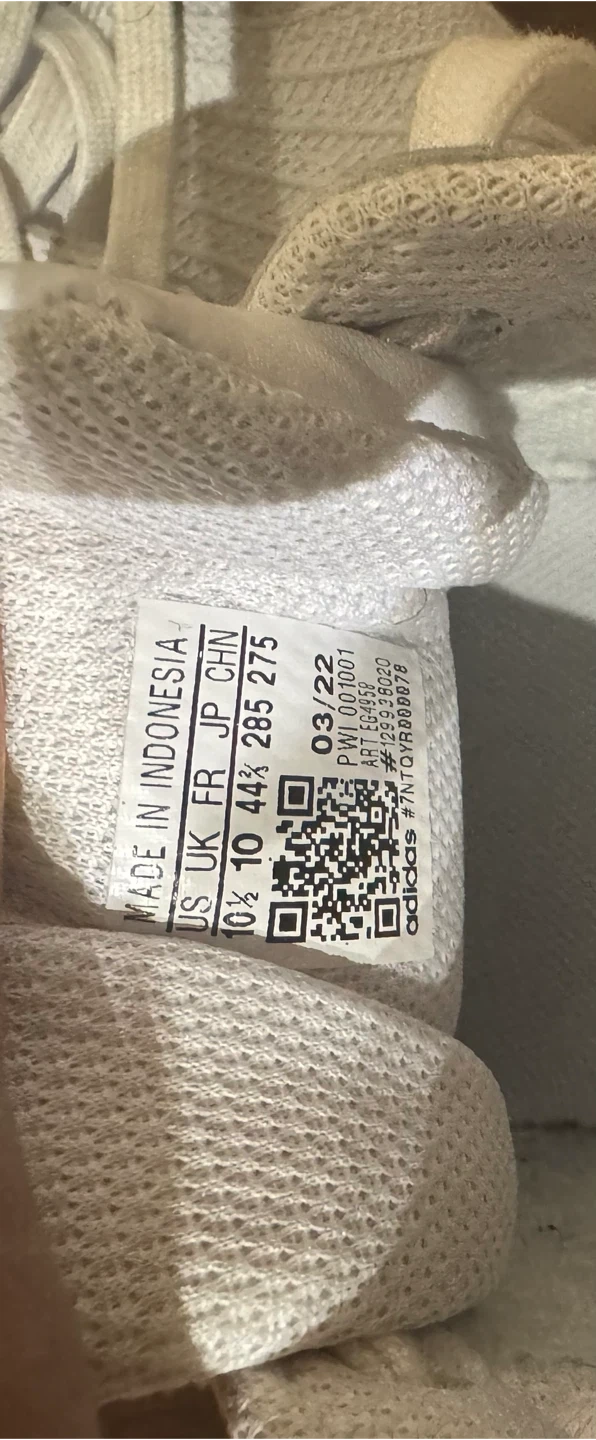 MADE IN INDONESIA
US UK FR JP CHN
10½ 10 44⅔ 285 275
03/22
PWI 001001
ART EG4958
#129938020
adidas #7NTQYR000078